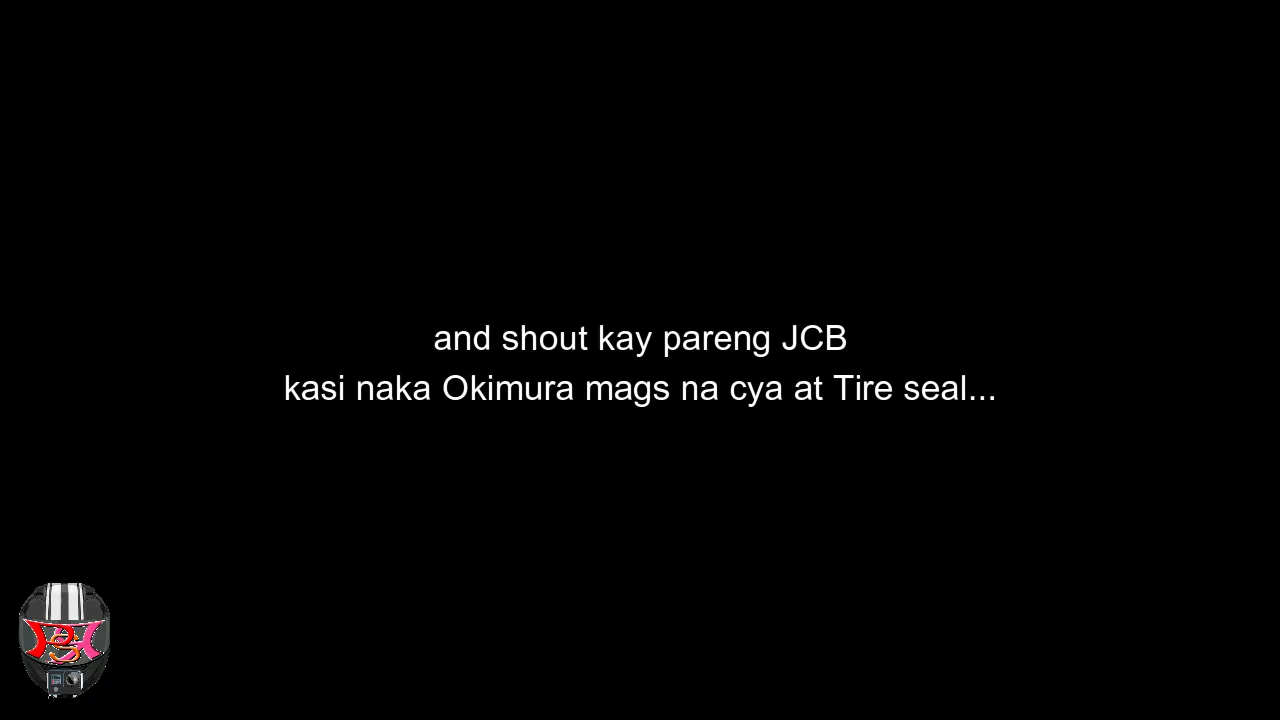 and shout kay pareng JCB
kasi naka Okimura mags na cya at Tire seal...